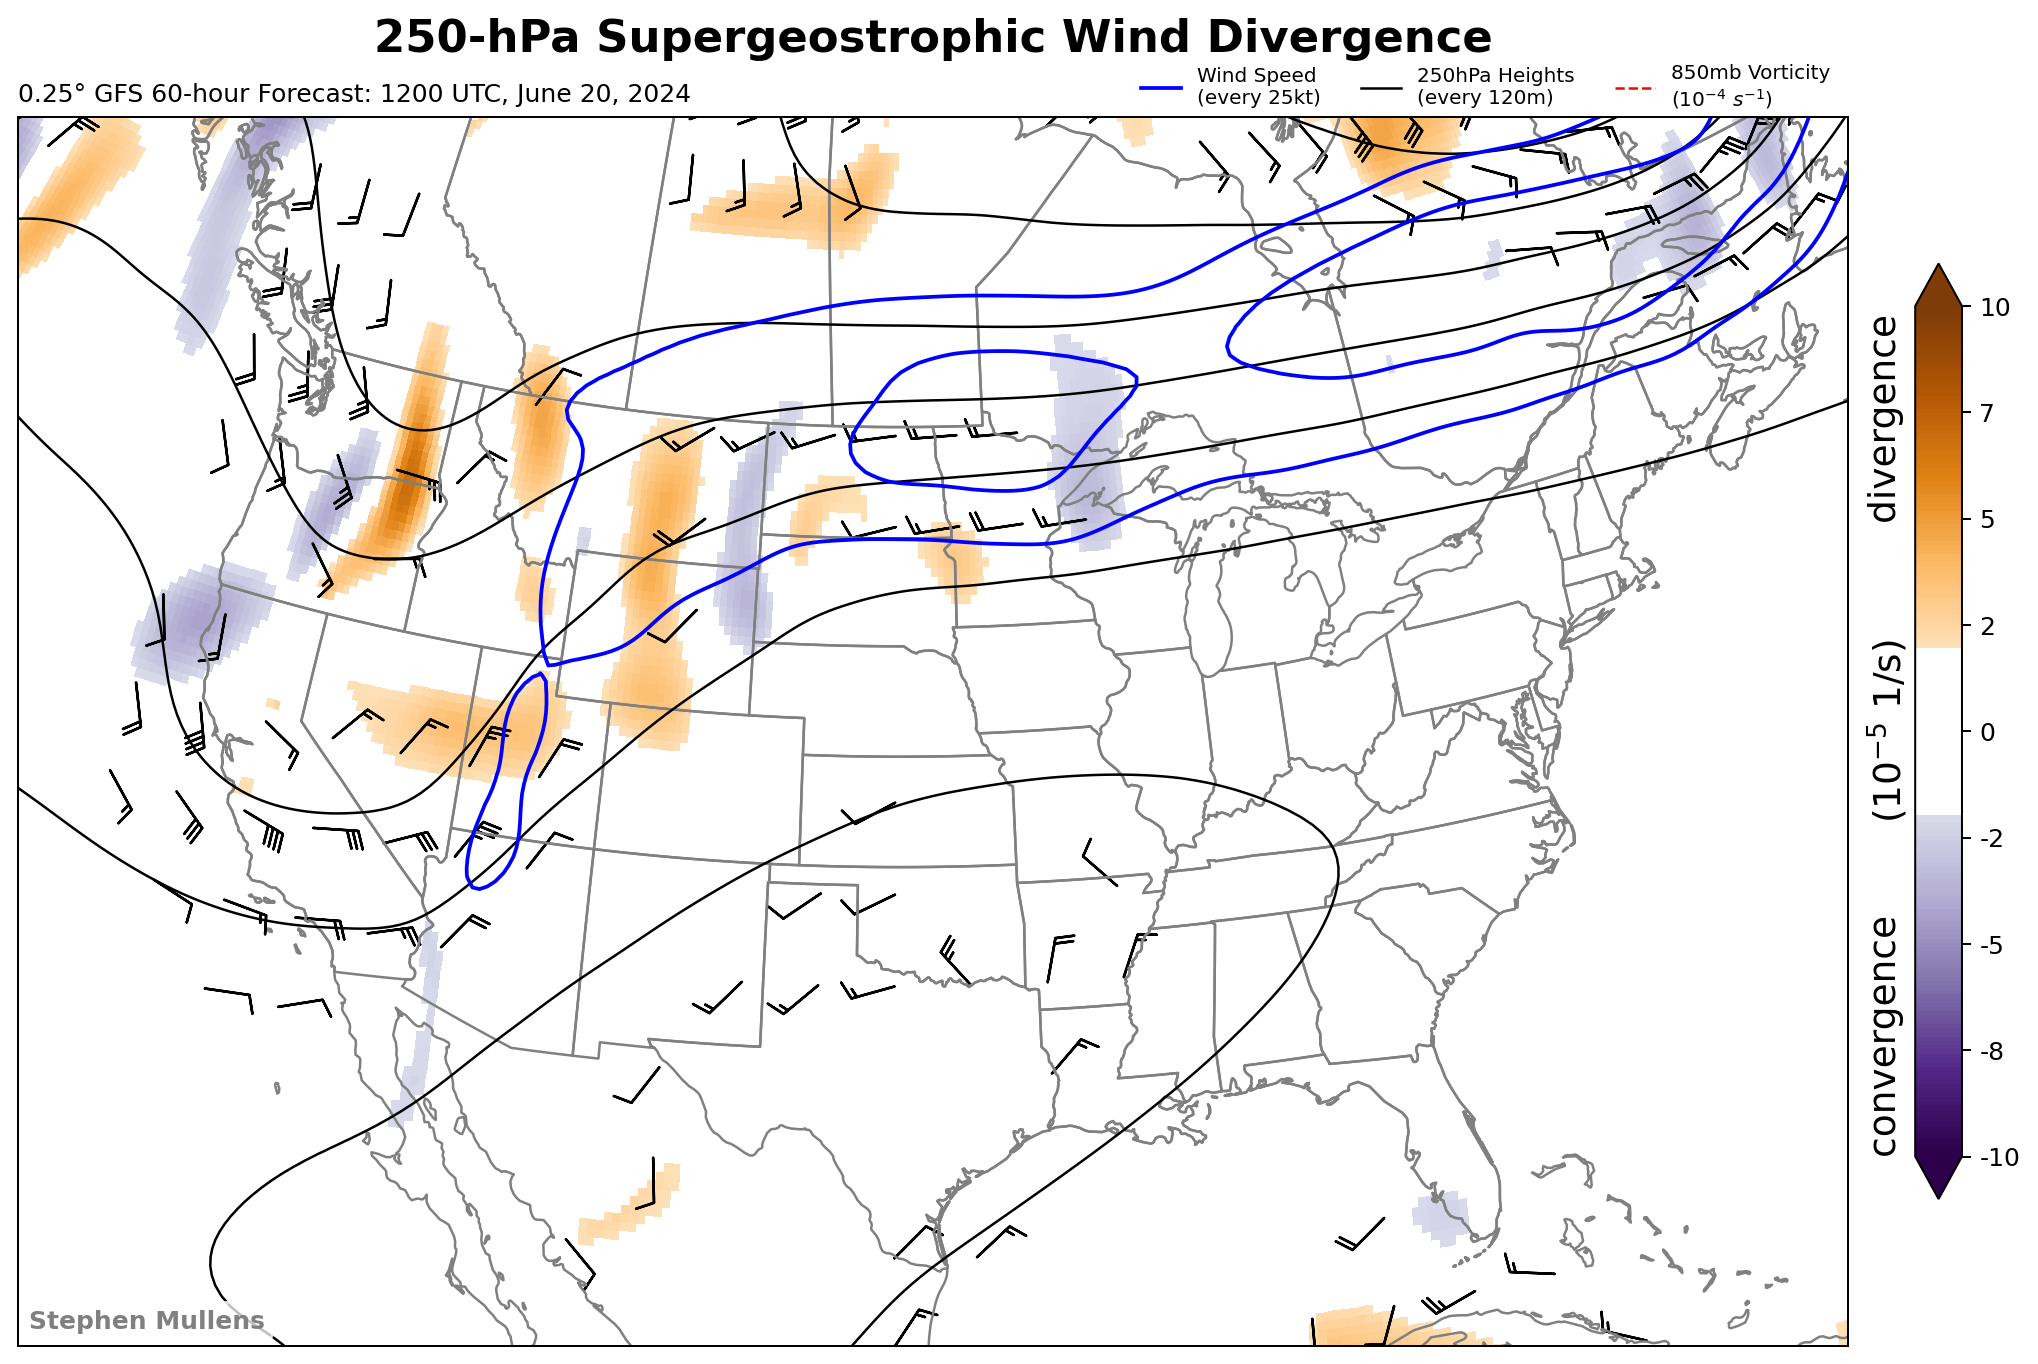 250-hPa Supergeostrophic Wind Divergence
0.25° GFS 60-hour Forecast: 1200 UTC, June 20, 2024
Wind Speed
(every 25kt)
250hPa Heights
(every 120m)
850mb Vorticity
(10⁻⁴ s⁻¹)
10
7
5
2
0
-2
-5
-8
-10
convergence (10⁻⁵ 1/s) divergence
Stephen Mullens